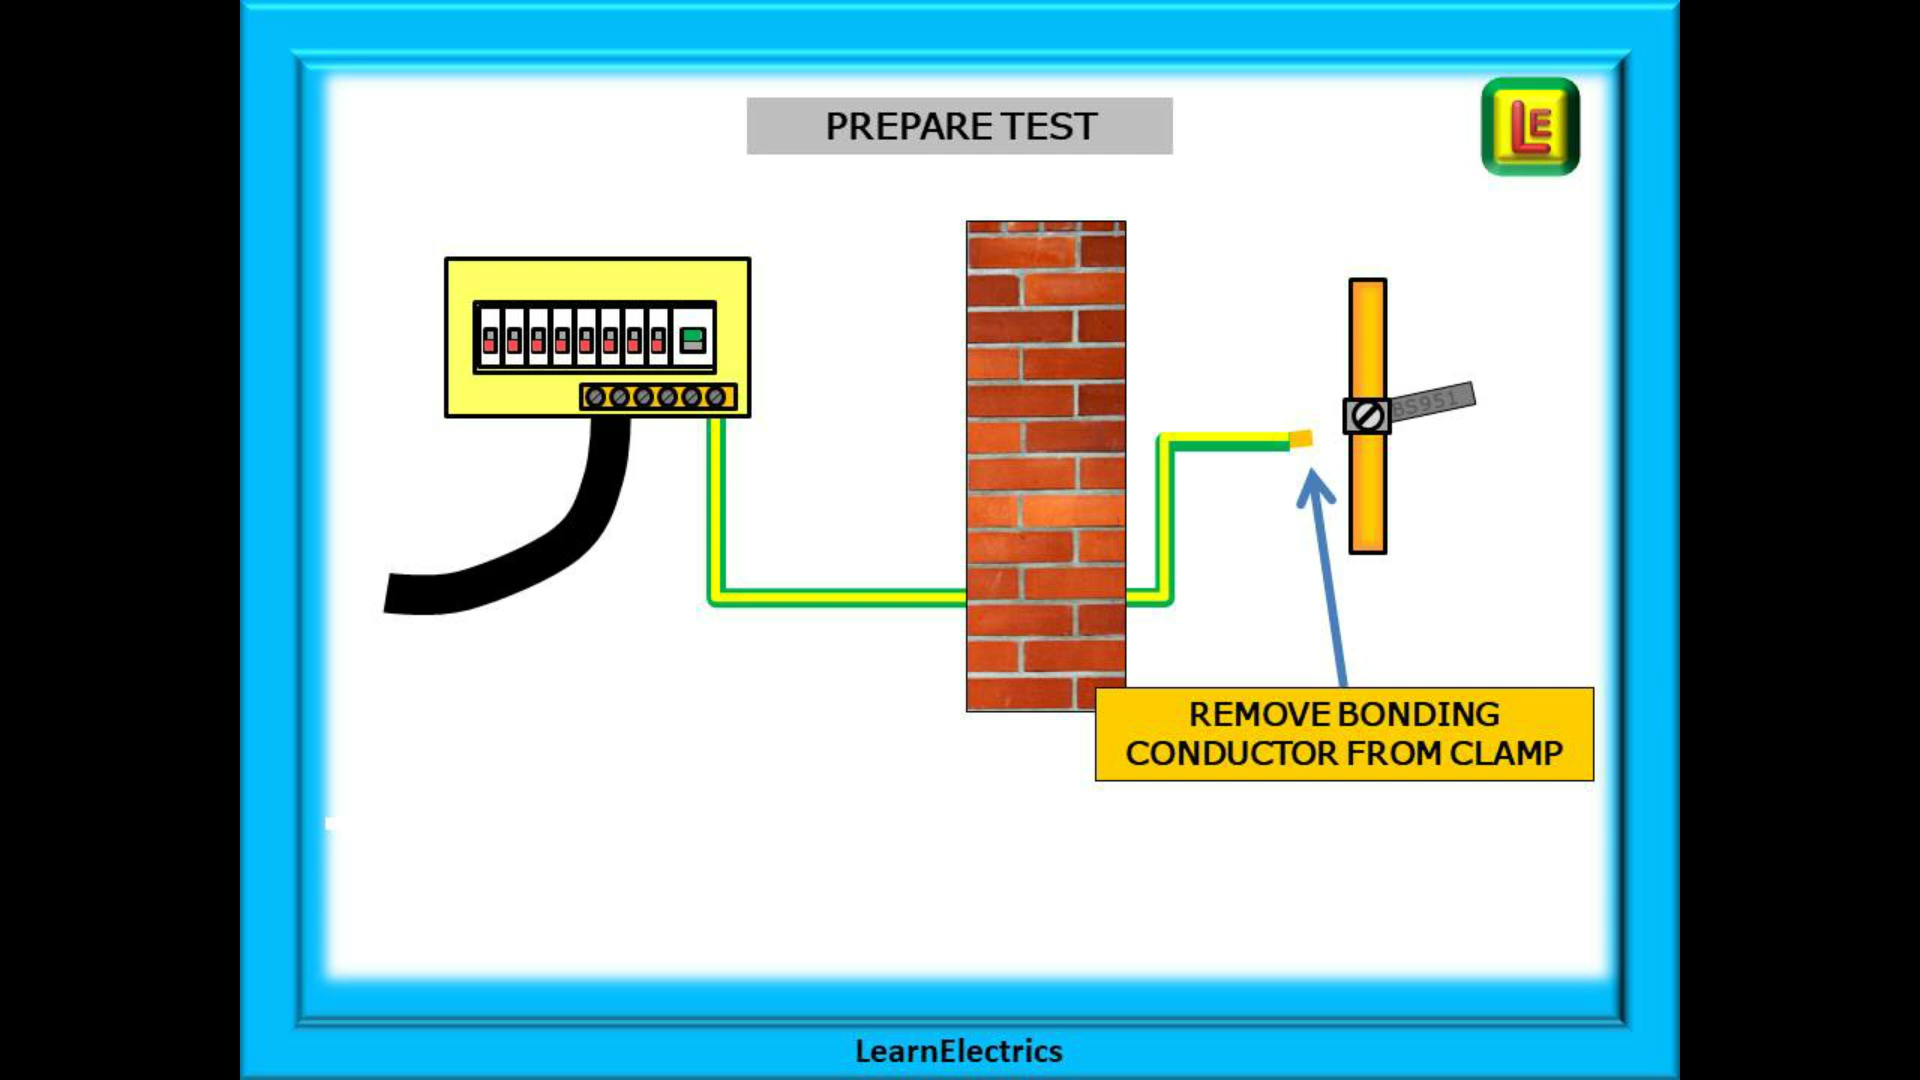 PREPARE TEST
LE
BS951
REMOVE BONDING
CONDUCTOR FROM CLAMP
LearnElectrics